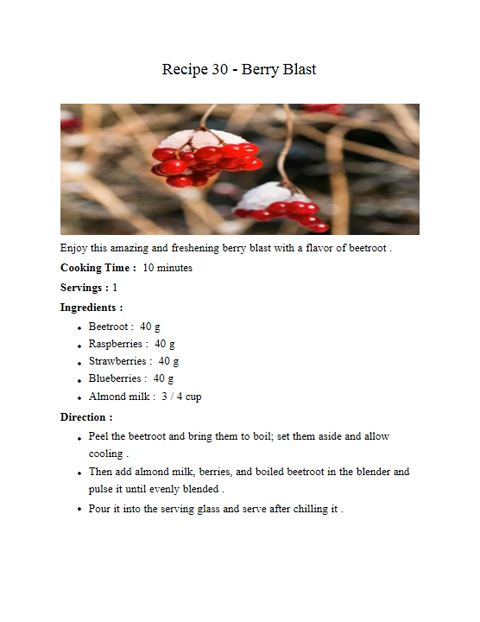 Recipe 30 - Berry Blast
Enjoy this amazing and freshening berry blast with a flavor of beetroot .
Cooking Time : 10 minutes
Servings : 1
Ingredients :
• Beetroot : 40 g
• Raspberries : 40 g
• Strawberries : 40 g
• Blueberries : 40 g
• Almond milk : 3 / 4 cup
Direction :
• Peel the beetroot and bring them to boil; set them aside and allow
cooling .
• Then add almond milk, berries, and boiled beetroot in the blender and
pulse it until evenly blended .
• Pour it into the serving glass and serve after chilling it .